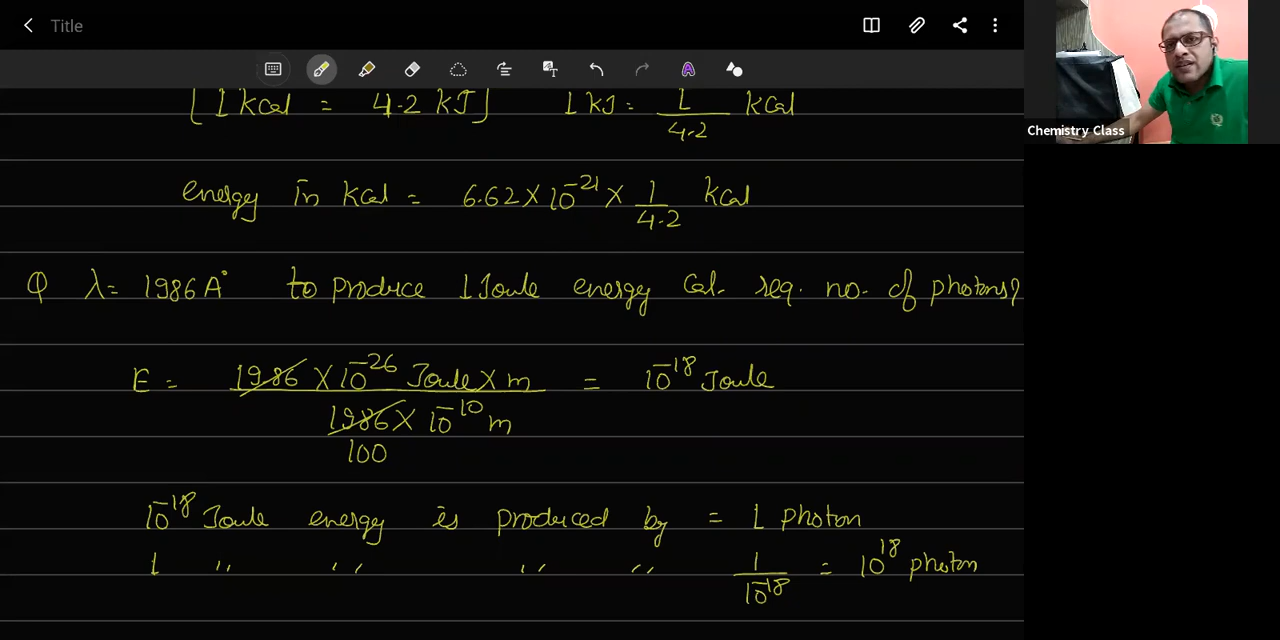 Title
[1 kcal = 4.2 kJ] 1 kJ = 1/4.2 kcal
Chemistry Class
energy in kcal = 6.62 × 10⁻²¹ × 1/4.2 kcal
Q λ = 1986 A° to produce 1 Joule energy Cal. req. no. of photons?
E = 1986 × 10⁻²⁶ Joule × m / 1986 × 10⁻¹⁰ m = 10⁻¹⁸ Joule
100
10⁻¹⁸ Joule energy is produced by = 1 photon
1 " " " " 1/10⁻¹⁸ = 10¹⁸ photon